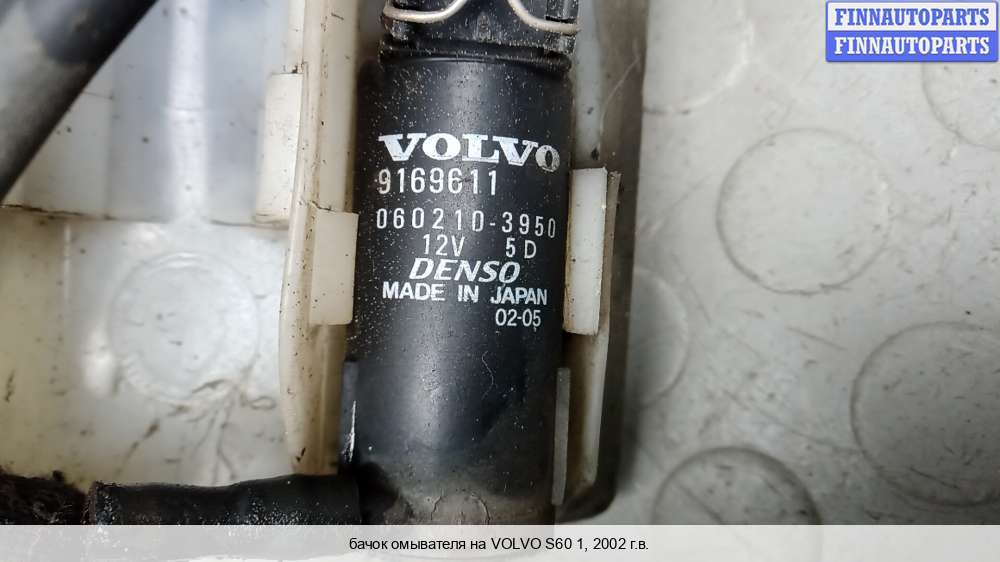 FINNAUTOPARTS
FINNAUTOPARTS
VOLVO
9169611
060210-3950
12V 5D
DENSO
MADE IN JAPAN
02-05
бачок омывателя на VOLVO S60 1, 2002 г.в.